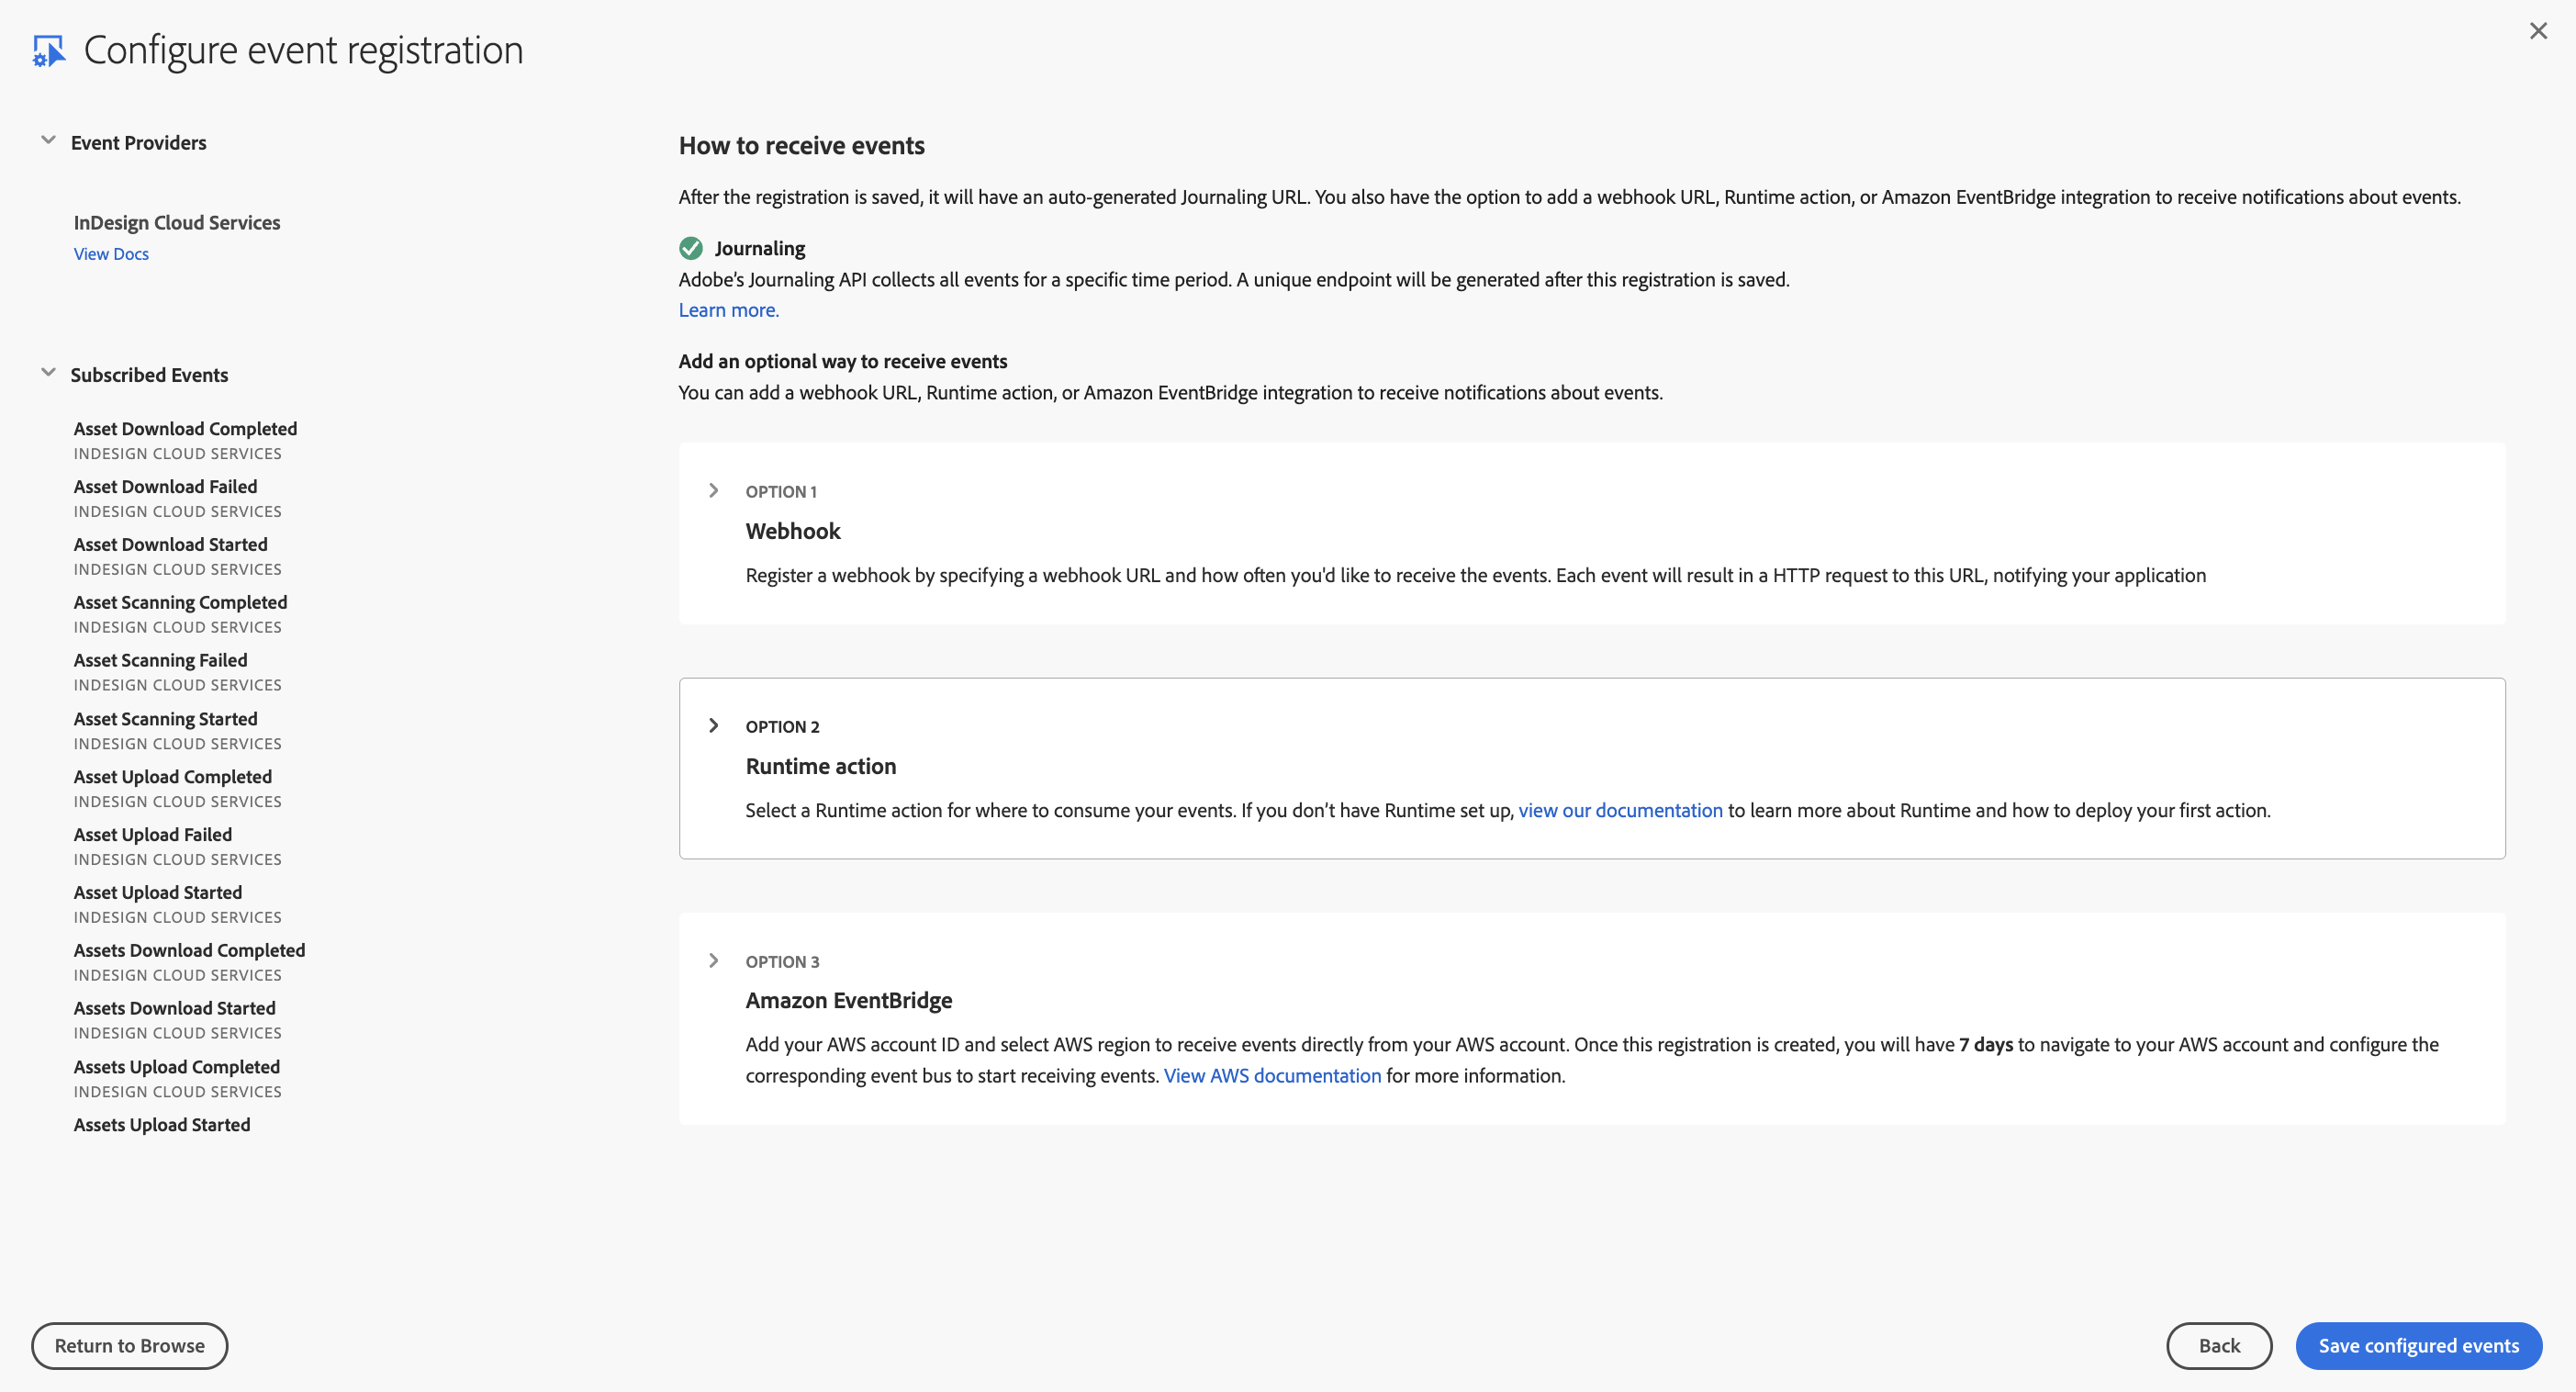 Configure event registration
Event Providers
InDesign Cloud Services
View Docs
Subscribed Events
Asset Download Completed
INDESIGN CLOUD SERVICES
Asset Download Failed
INDESIGN CLOUD SERVICES
Asset Download Started
INDESIGN CLOUD SERVICES
Asset Scanning Completed
INDESIGN CLOUD SERVICES
Asset Scanning Failed
INDESIGN CLOUD SERVICES
Asset Scanning Started
INDESIGN CLOUD SERVICES
Asset Upload Completed
INDESIGN CLOUD SERVICES
Asset Upload Failed
INDESIGN CLOUD SERVICES
Asset Upload Started
INDESIGN CLOUD SERVICES
Assets Download Completed
INDESIGN CLOUD SERVICES
Assets Download Started
INDESIGN CLOUD SERVICES
Assets Upload Completed
INDESIGN CLOUD SERVICES
Assets Upload Started
How to receive events
After the registration is saved, it will have an auto-generated Journaling URL. You also have the option to add a webhook URL, Runtime action, or Amazon EventBridge integration to receive notifications about events.
Journaling
Adobe's Journaling API collects all events for a specific time period. A unique endpoint will be generated after this registration is saved.
Learn more.
Add an optional way to receive events
You can add a webhook URL, Runtime action, or Amazon EventBridge integration to receive notifications about events.
OPTION 1
Webhook
Register a webhook by specifying a webhook URL and how often you'd like to receive the events. Each event will result in a HTTP request to this URL, notifying your application
OPTION 2
Runtime action
Select a Runtime action for where to consume your events. If you don't have Runtime set up, view our documentation to learn more about Runtime and how to deploy your first action.
OPTION 3
Amazon EventBridge
Add your AWS account ID and select AWS region to receive events directly from your AWS account. Once this registration is created, you will have 7 days to navigate to your AWS account and configure the
corresponding event bus to start receiving events. View AWS documentation for more information.
Return to Browse
Back
Save configured events